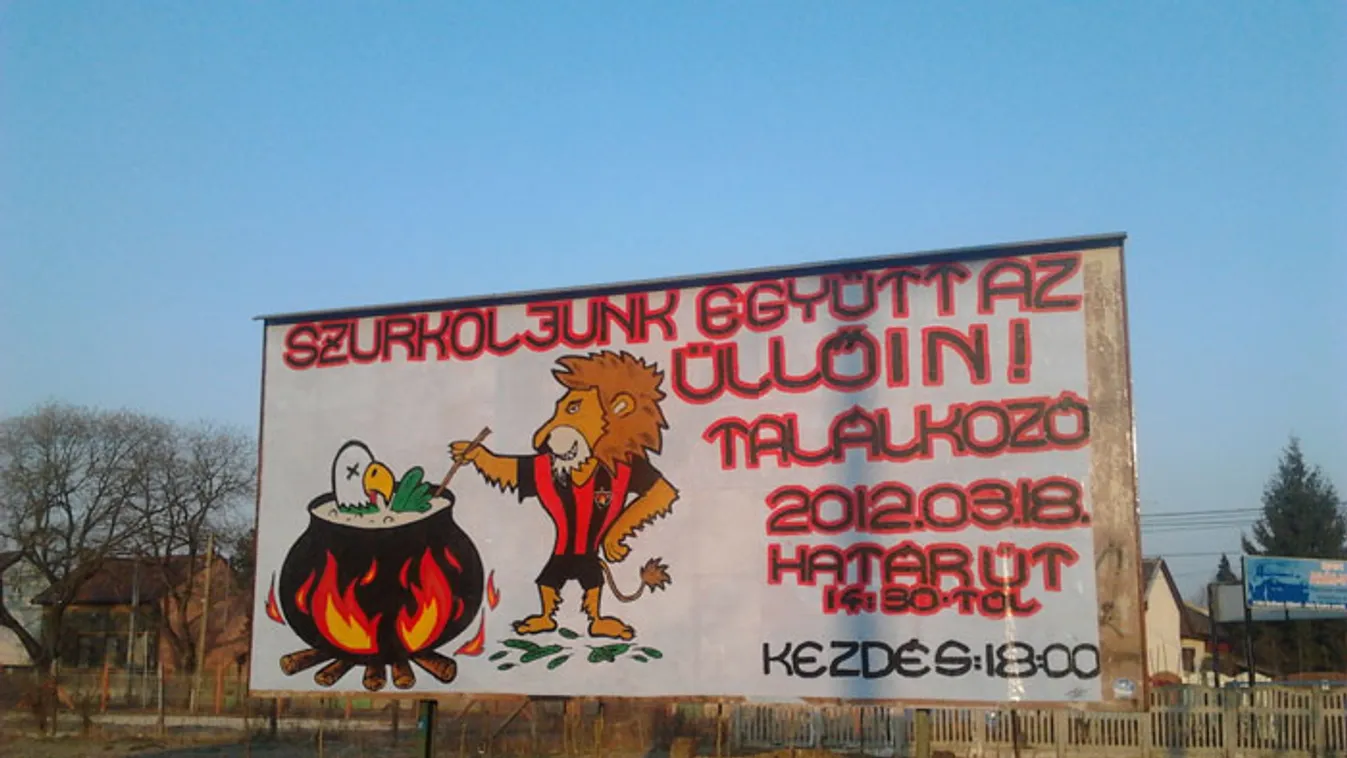 SZURKOLJUNK EGYÜTT AZ
ÜLLŐIN!
TALÁLKOZÓ
2012.03.18.
HATÁR ÚT
14:30-TÓL
KEZDÉS:18:00